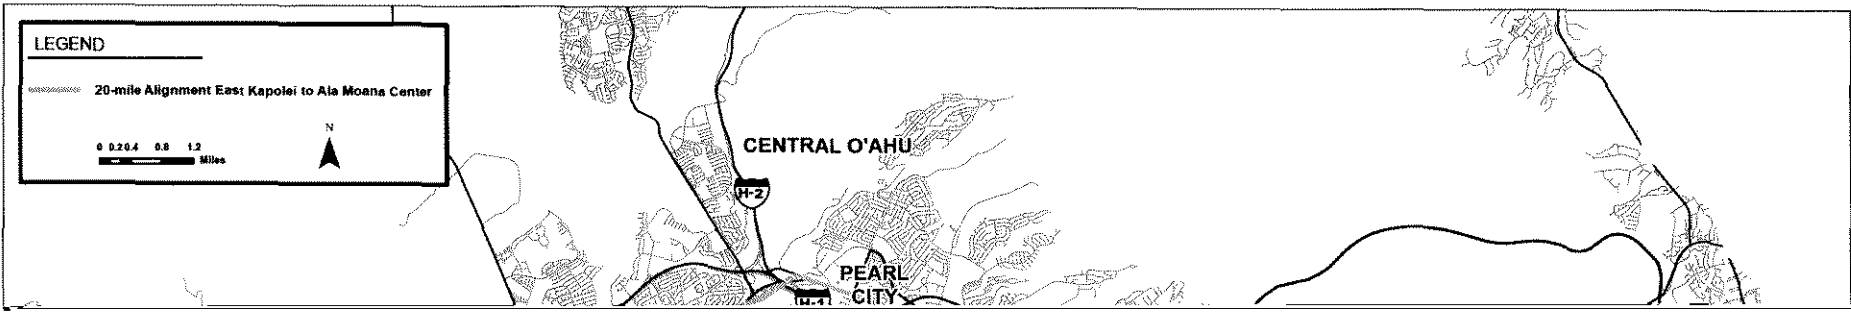 LEGEND
20-mile Alignment East Kapolei to Ala Moana Center
N
0 0.2 0.4 0.8 1.2
Miles
CENTRAL O'AHU
H-2
PEARL
CITY
H-1